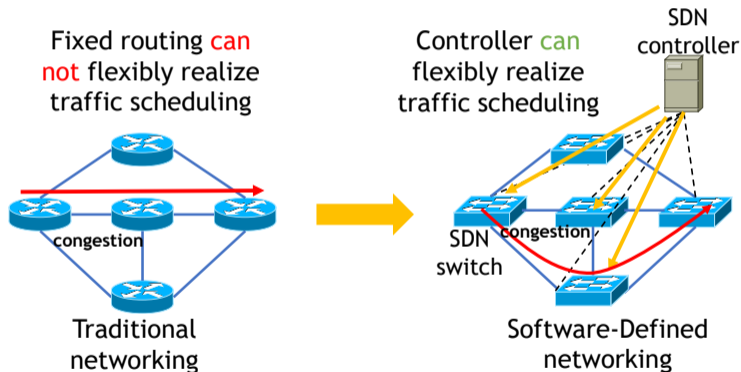 Fixed routing can
not flexibly realize
traffic scheduling
congestion
Traditional
networking
Controller can
flexibly realize
traffic scheduling
SDN
controller
SDN
switch
congestion
Software-Defined
networking